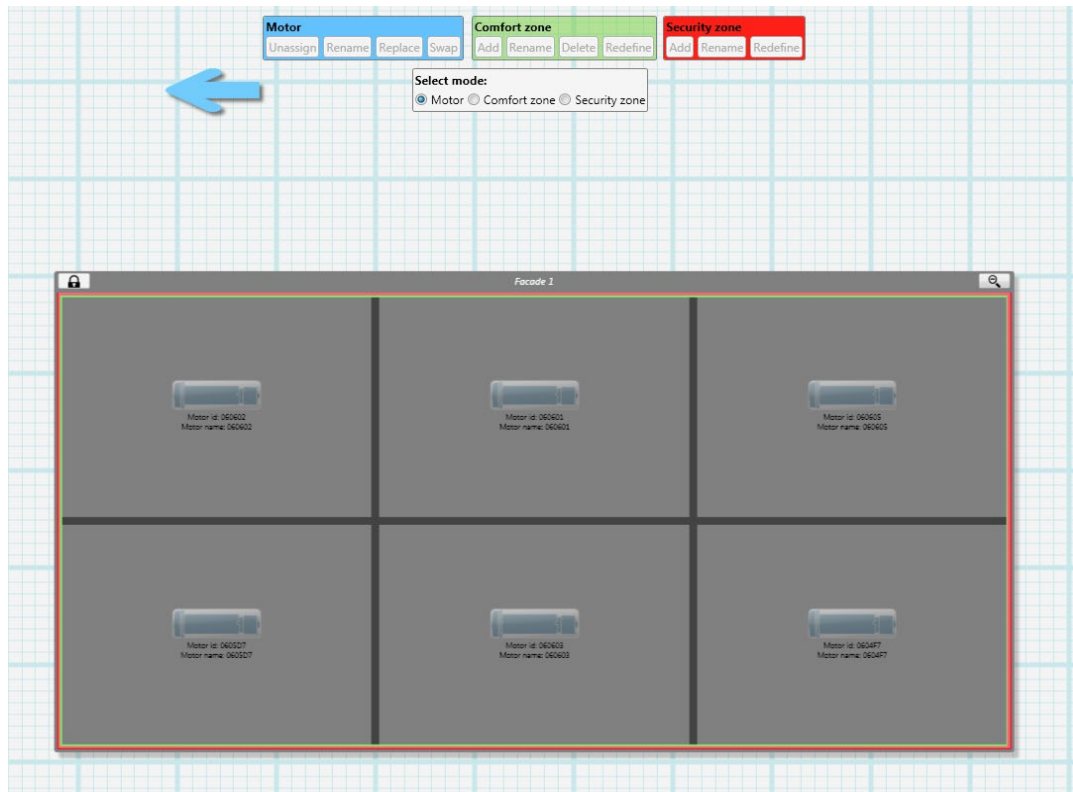 Motor
Unassign Rename Replace Swap
Comfort zone
Add Rename Delete Redefine
Security zone
Add Rename Redefine
Select mode:
Motor Comfort zone Security zone
Facade 1
Motor id: 060602
Motor name: 060602
Motor id: 060601
Motor name: 060601
Motor id: 060605
Motor name: 060605
Motor id: 0605D7
Motor name: 0605D7
Motor id: 060603
Motor name: 060603
Motor id: 0604F7
Motor name: 0604F7